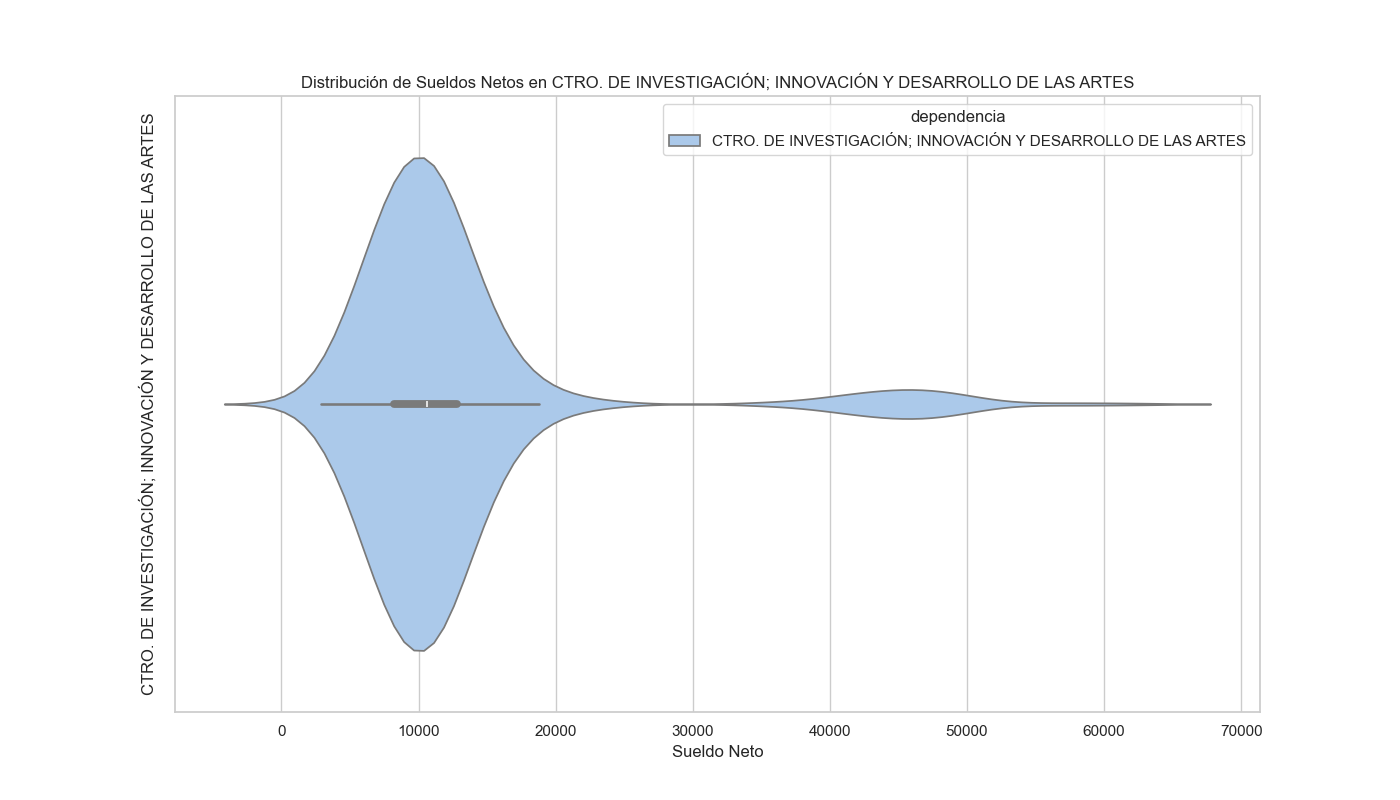 Distribución de Sueldos Netos en CTRO. DE INVESTIGACIÓN; INNOVACIÓN Y DESARROLLO DE LAS ARTES
dependencia
CTRO. DE INVESTIGACIÓN; INNOVACIÓN Y DESARROLLO DE LAS ARTES
CTRO. DE INVESTIGACIÓN; INNOVACIÓN Y DESARROLLO DE LAS ARTES
0 10000 20000 30000 40000 50000 60000 70000
Sueldo Neto